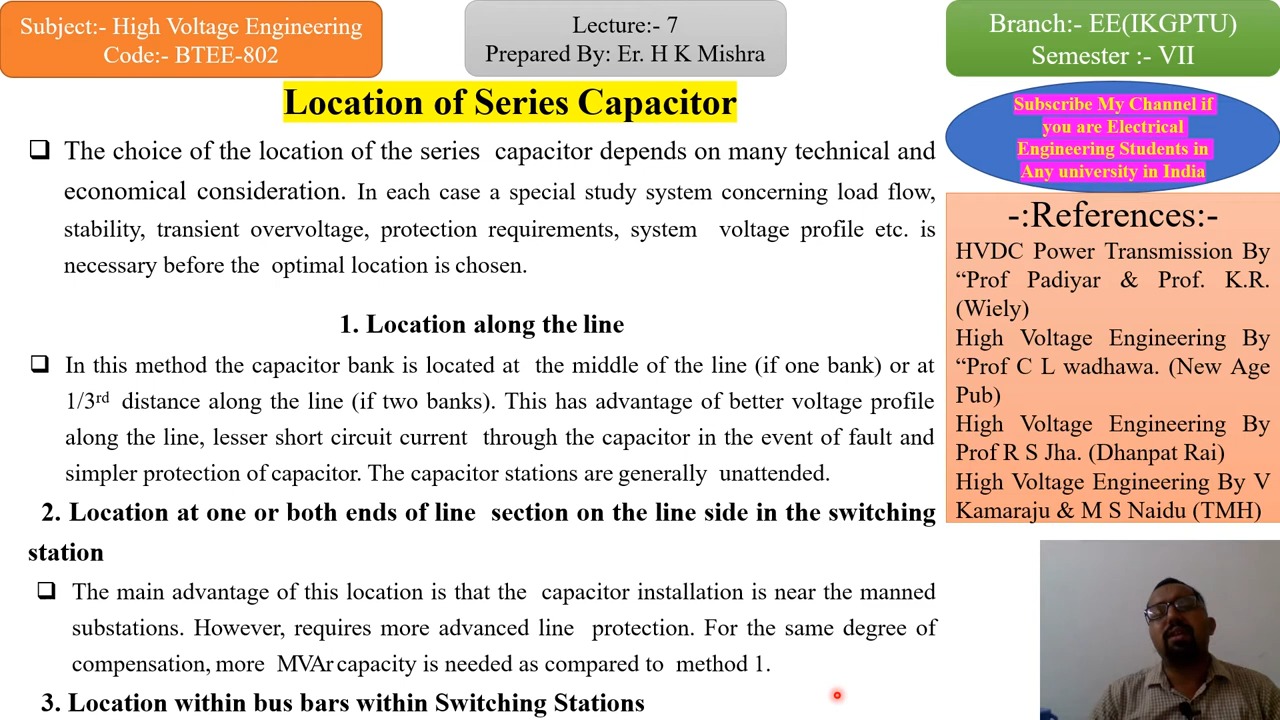 Subject:- High Voltage Engineering
Code:- BTEE-802
Lecture:- 7
Prepared By: Er. H K Mishra
Branch:- EE(IKGPTU)
Semester :- VII
Location of Series Capacitor
❑ The choice of the location of the series capacitor depends on many technical and
economical consideration. In each case a special study system concerning load flow,
stability, transient overvoltage, protection requirements, system voltage profile etc. is
necessary before the optimal location is chosen.
1. Location along the line
❑ In this method the capacitor bank is located at the middle of the line (if one bank) or at
1/3rd distance along the line (if two banks). This has advantage of better voltage profile
along the line, lesser short circuit current through the capacitor in the event of fault and
simpler protection of capacitor. The capacitor stations are generally unattended.
2. Location at one or both ends of line section on the line side in the switching
station
❑ The main advantage of this location is that the capacitor installation is near the manned
substations. However, requires more advanced line protection. For the same degree of
compensation, more MVAr capacity is needed as compared to method 1.
3. Location within bus bars within Switching Stations
Subscribe My Channel if
you are Electrical
Engineering Students in
Any university in India
-:References:-
HVDC Power Transmission By
“Prof Padiyar & Prof. K.R.
(Wiely)
High Voltage Engineering By
“Prof C L wadhawa. (New Age
Pub)
High Voltage Engineering By
Prof R S Jha. (Dhanpat Rai)
High Voltage Engineering By V
Kamaraju & M S Naidu (TMH)